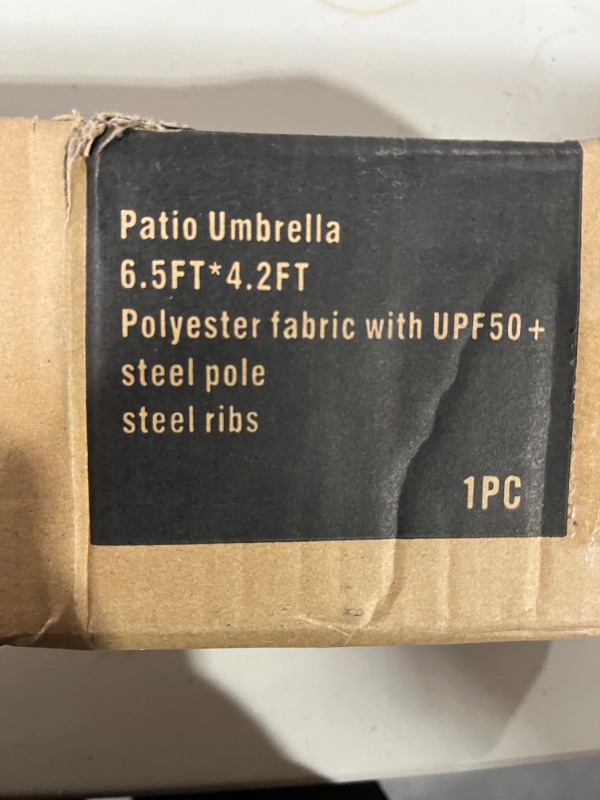 Patio Umbrella
6.5FT*4.2FT
Polyester fabric with UPF50+
steel pole
steel ribs
1PC